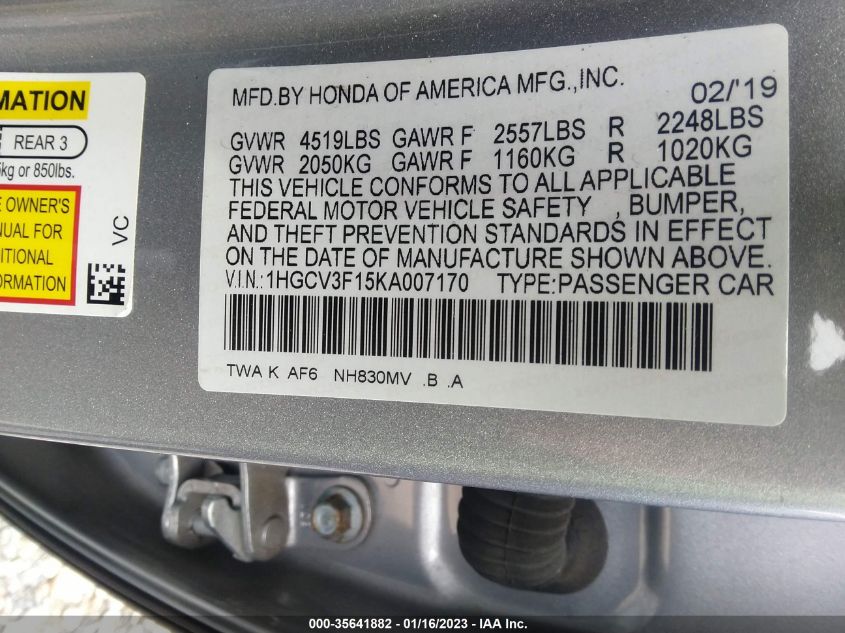 MATION
REAR 3
kg or 850lbs.
OWNER'S
MANUAL FOR
INFORMATION
VC
MFD.BY HONDA OF AMERICA MFG.,INC. 02/'19
GVWR 4519LBS GAWR F 2557LBS R 2248LBS
GVWR 2050KG GAWR F 1160KG R 1020KG
THIS VEHICLE CONFORMS TO ALL APPLICABLE
FEDERAL MOTOR VEHICLE SAFETY , BUMPER,
AND THEFT PREVENTION STANDARDS IN EFFECT
ON THE DATE OF MANUFACTURE SHOWN ABOVE.
V.I.N.:1HGCV3F15KA007170 TYPE:PASSENGER CAR
TWA K AF6 NH830MV .B .A
000-35641882 — 01/16/2023 — IAA Inc.